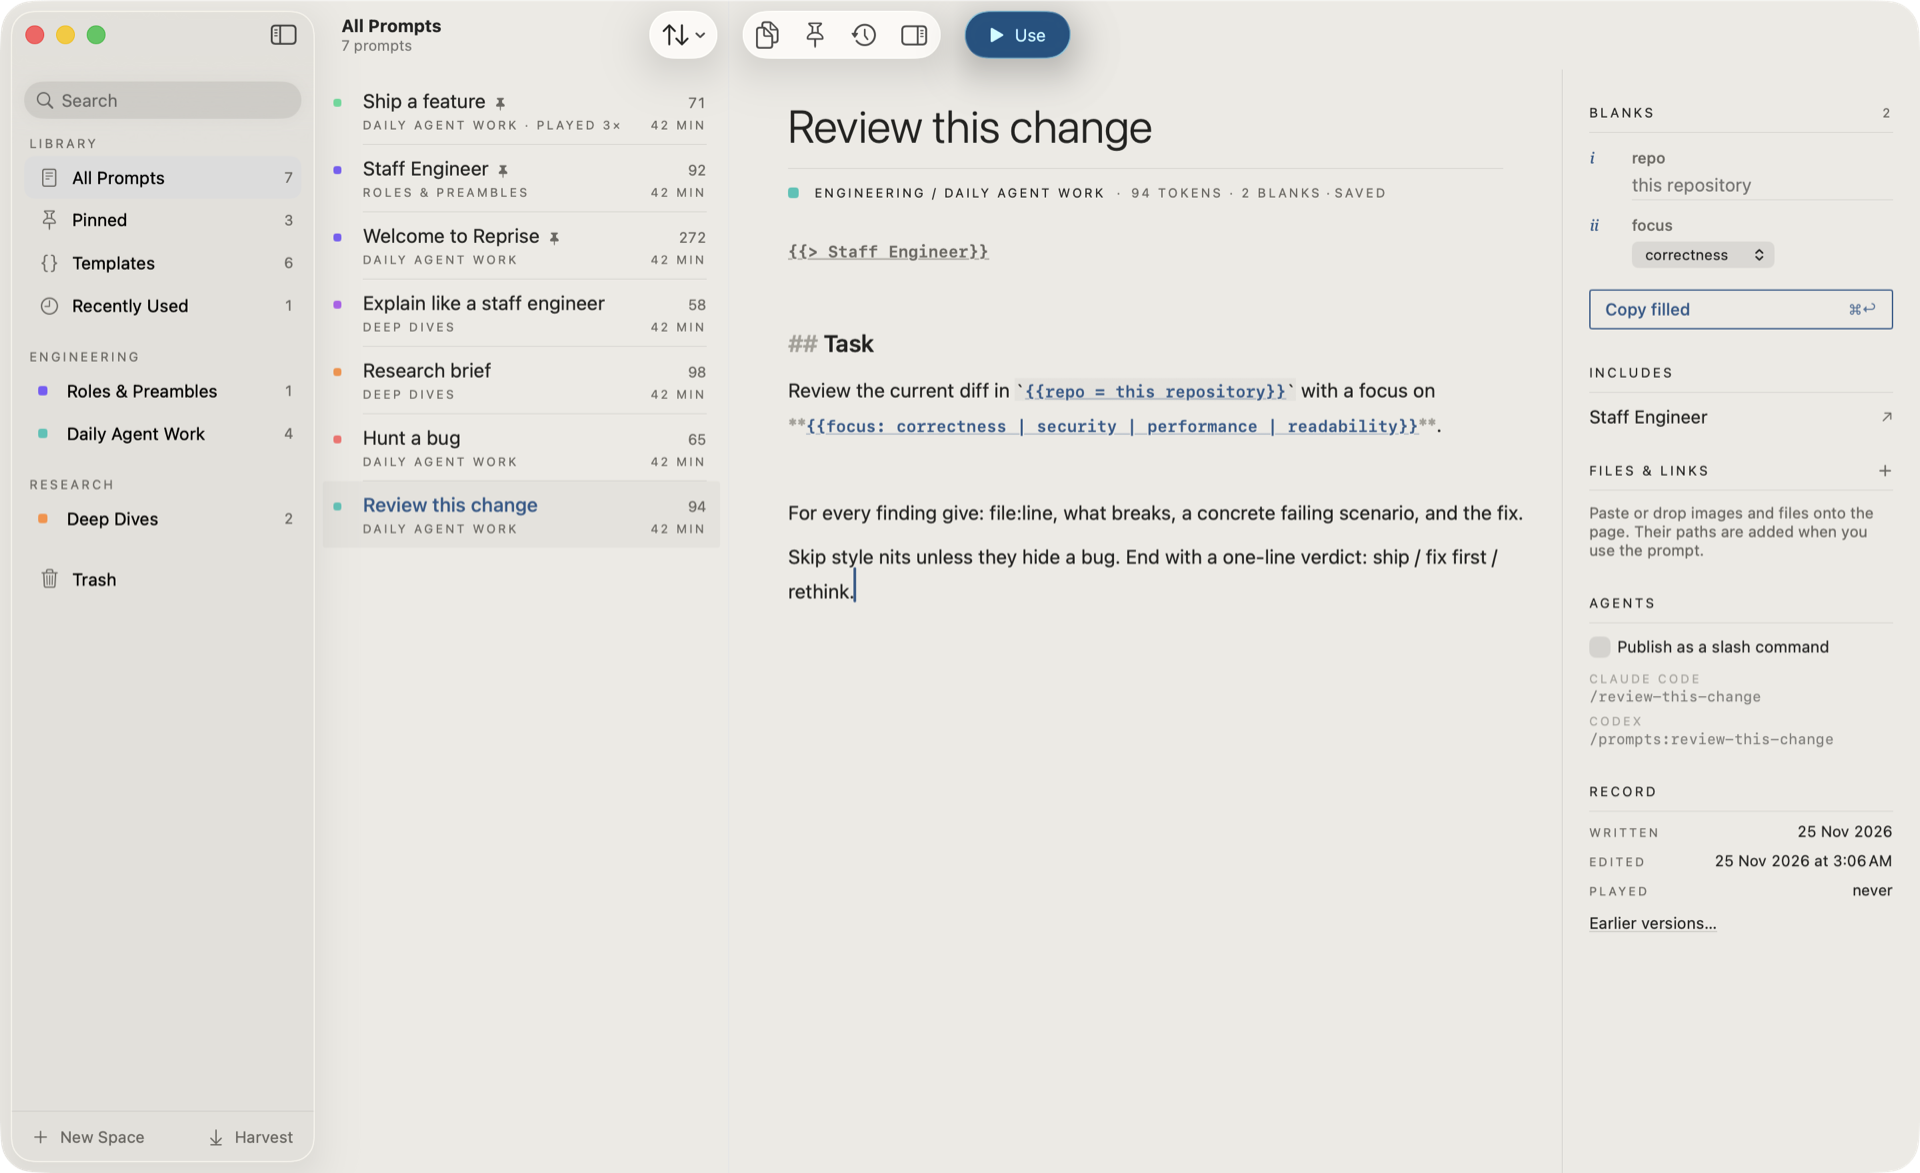 Search
LIBRARY
All Prompts 7
Pinned 3
Templates 6
Recently Used 1
ENGINEERING
Roles & Preambles 1
Daily Agent Work 4
RESEARCH
Deep Dives 2
Trash
+ New Space
Harvest
All Prompts
7 prompts
Ship a feature 71
DAILY AGENT WORK · PLAYED 3× 42 MIN
Staff Engineer 92
ROLES & PREAMBLES 42 MIN
Welcome to Reprise 272
DAILY AGENT WORK 42 MIN
Explain like a staff engineer 58
DEEP DIVES 42 MIN
Research brief 98
DEEP DIVES 42 MIN
Hunt a bug 65
DAILY AGENT WORK 42 MIN
Review this change 94
DAILY AGENT WORK 42 MIN
Use
Review this change
ENGINEERING / DAILY AGENT WORK · 94 TOKENS · 2 BLANKS · SAVED
{{> Staff Engineer}}
## Task
Review the current diff in `{{repo = this repository}}` with a focus on
**{{focus: correctness | security | performance | readability}}**.
For every finding give: file:line, what breaks, a concrete failing scenario, and the fix.
Skip style nits unless they hide a bug. End with a one-line verdict: ship / fix first /
rethink.
BLANKS 2
i repo
this repository
ii focus
correctness
Copy filled ⌘↩
INCLUDES
Staff Engineer ↗
FILES & LINKS +
Paste or drop images and files onto the
page. Their paths are added when you
use the prompt.
AGENTS
Publish as a slash command
CLAUDE CODE
/review-this-change
CODEX
/prompts:review-this-change
RECORD
WRITTEN 25 Nov 2026
EDITED 25 Nov 2026 at 3:06 AM
PLAYED never
Earlier versions...